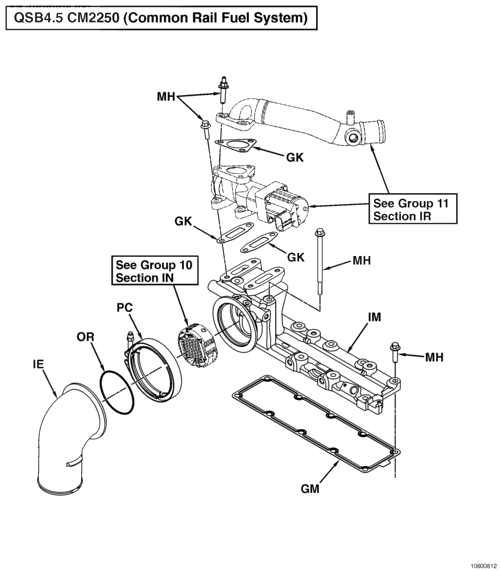 QSB4.5 CM2250 (Common Rail Fuel System)
MH
GK
See Group 11
Section IR
GK
GK
MH
See Group 10
Section IN
PC
IM
OR
MH
IE
GM
10600812